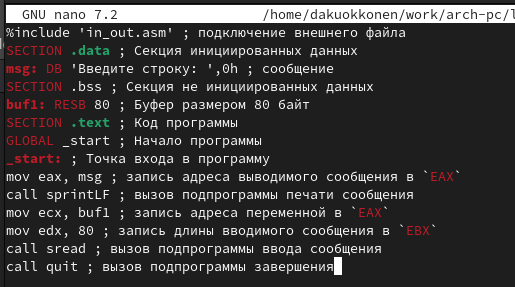 GNU nano 7.2 /home/dakuokkonen/work/arch-pc/l
%include 'in_out.asm' ; подключение внешнего файла
SECTION .data ; Секция инициированных данных
msg: DB 'Введите строку: ',0h ; сообщение
SECTION .bss ; Секция не инициированных данных
buf1: RESB 80 ; Буфер размером 80 байт
SECTION .text ; Код программы
GLOBAL _start ; Начало программы
_start: ; Точка входа в программу
mov eax, msg ; запись адреса выводимого сообщения в `EAX`
call sprintLF ; вызов подпрограммы печати сообщения
mov ecx, buf1 ; запись адреса переменной в `EAX`
mov edx, 80 ; запись длины вводимого сообщения в `EBX`
call sread ; вызов подпрограммы ввода сообщения
call quit ; вызов подпрограммы завершения